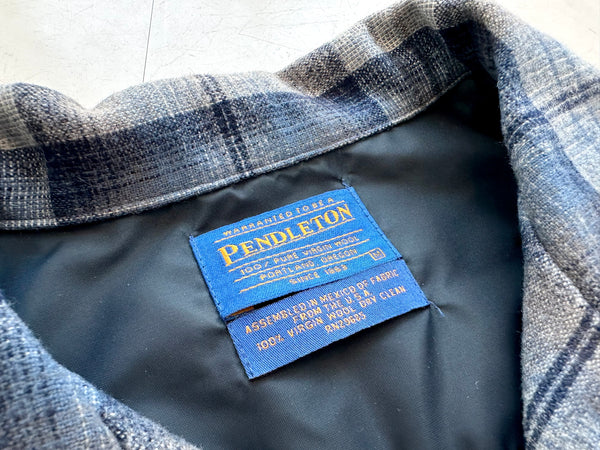 WARRANTED TO BE A
PENDLETON
100% PURE VIRGIN WOOL
PORTLAND, OREGON
SINCE 1863
M
ASSEMBLED IN MEXICO OF FABRIC
FROM THE U.S.A.
100% VIRGIN WOOL DRY CLEAN